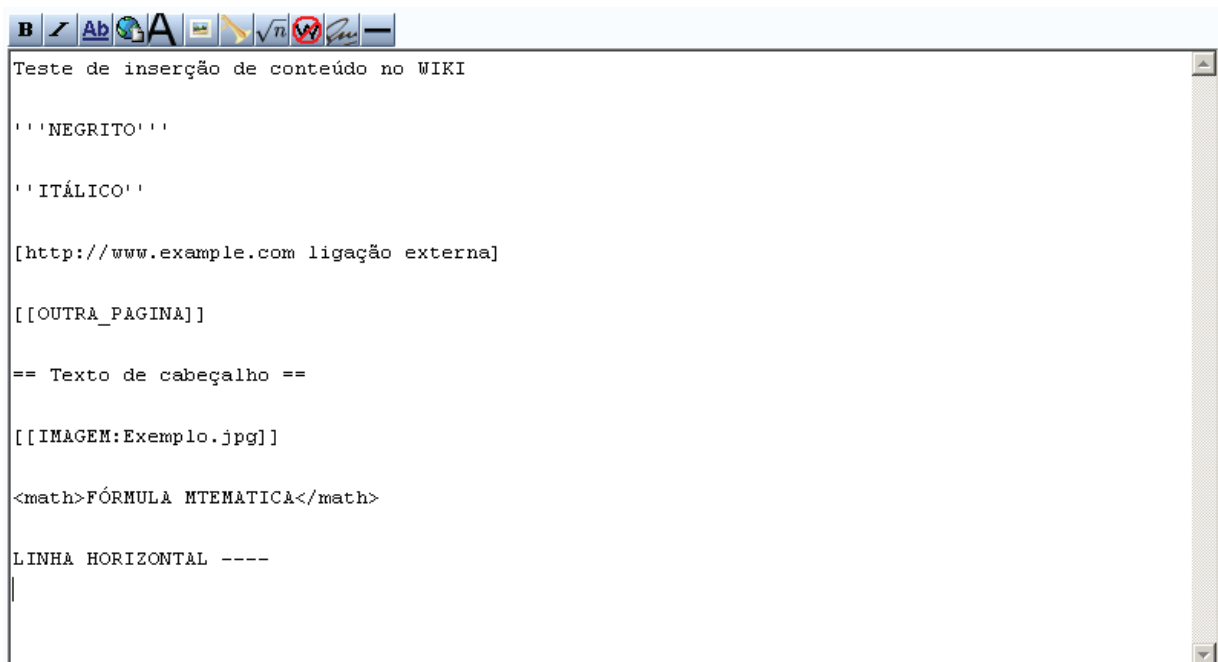 B I Ab A √n W
Teste de inserção de conteúdo no WIKI
'''NEGRITO'''
''ITÁLICO''
[http://www.example.com ligação externa]
[[OUTRA_PAGINA]]
== Texto de cabeçalho ==
[[IMAGEM:Exemplo.jpg]]
<math>FÓRMULA MTEMATICA</math>
LINHA HORIZONTAL ----